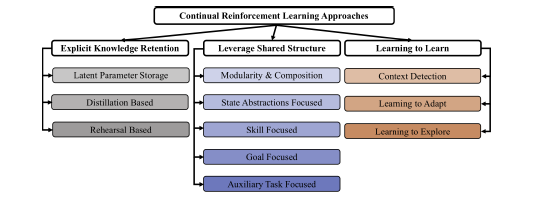 Continual Reinforcement Learning Approaches
Explicit Knowledge Retention
Leverage Shared Structure
Learning to Learn
Latent Parameter Storage
Modularity & Composition
Context Detection
Distillation Based
State Abstractions Focused
Learning to Adapt
Rehearsal Based
Skill Focused
Learning to Explore
Goal Focused
Auxiliary Task Focused